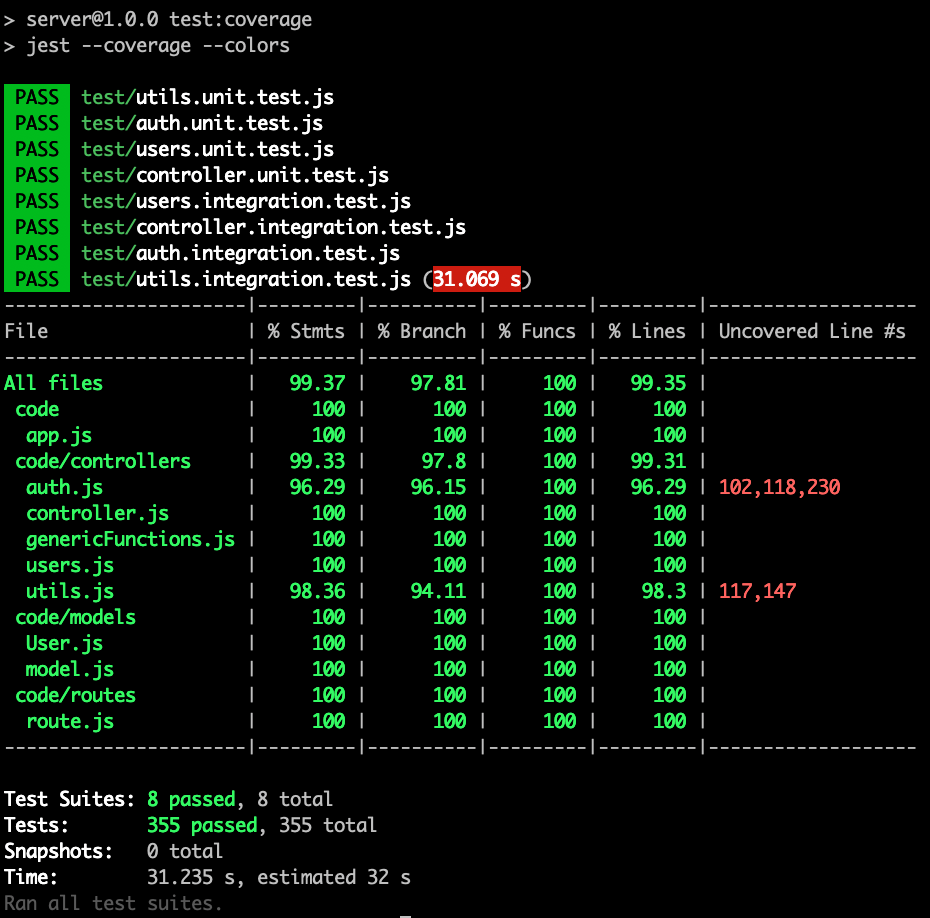 > server@1.0.0 test:coverage
> jest --coverage --colors
PASS test/utils.unit.test.js
PASS test/auth.unit.test.js
PASS test/users.unit.test.js
PASS test/controller.unit.test.js
PASS test/users.integration.test.js
PASS test/controller.integration.test.js
PASS test/auth.integration.test.js
PASS test/utils.integration.test.js (31.069 s)
----------------------|---------|----------|---------|---------|-------------------
File                  | % Stmts | % Branch | % Funcs | % Lines | Uncovered Line #s
----------------------|---------|----------|---------|---------|-------------------
All files             |   99.37 |    97.81 |     100 |   99.35 |
 code                 |     100 |      100 |     100 |     100 |
  app.js              |     100 |      100 |     100 |     100 |
 code/controllers     |   99.33 |     97.8 |     100 |   99.31 |
  auth.js             |   96.29 |    96.15 |     100 |   96.29 | 102,118,230
  controller.js       |     100 |      100 |     100 |     100 |
  genericFunctions.js |     100 |      100 |     100 |     100 |
  users.js            |     100 |      100 |     100 |     100 |
  utils.js            |   98.36 |    94.11 |     100 |    98.3 | 117,147
 code/models          |     100 |      100 |     100 |     100 |
  User.js             |     100 |      100 |     100 |     100 |
  model.js            |     100 |      100 |     100 |     100 |
 code/routes          |     100 |      100 |     100 |     100 |
  route.js            |     100 |      100 |     100 |     100 |
----------------------|---------|----------|---------|---------|-------------------
Test Suites: 8 passed, 8 total
Tests:       355 passed, 355 total
Snapshots:   0 total
Time:        31.235 s, estimated 32 s
Ran all test suites.